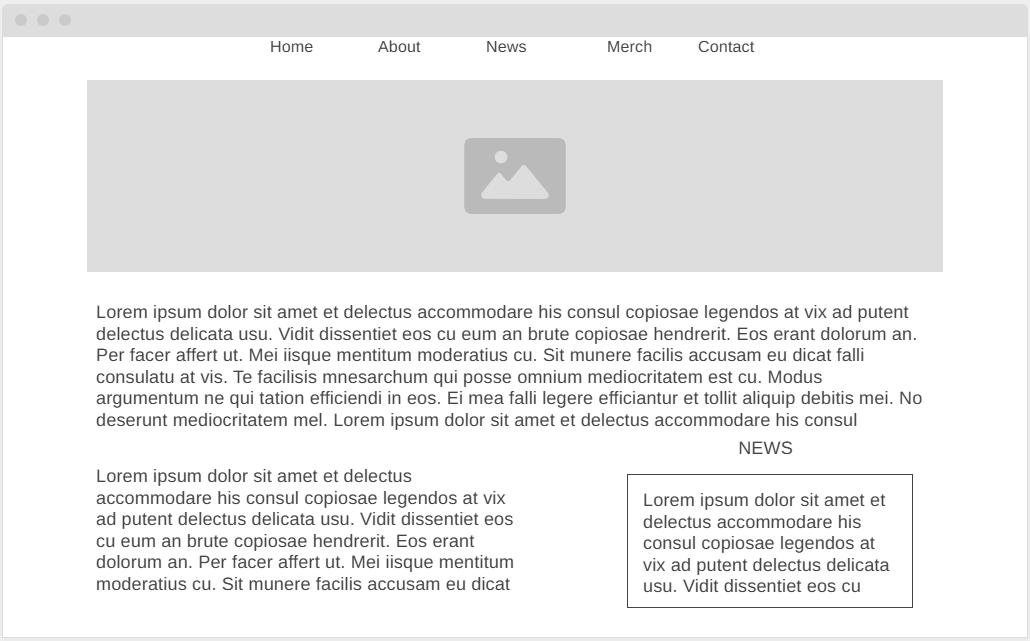 Home About News Merch Contact
Lorem ipsum dolor sit amet et delectus accommodare his consul copiosae legendos at vix ad putent
delectus delicata usu. Vidit dissentiet eos cu eum an brute copiosae hendrerit. Eos erant dolorum an.
Per facer affert ut. Mei iisque mentitum moderatius cu. Sit munere facilis accusam eu dicat falli
consulatu at vis. Te facilisis mnesarchum qui posse omnium mediocritatem est cu. Modus
argumentum ne qui tation efficiendi in eos. Ei mea falli legere efficiantur et tollit aliquip debitis mei. No
deserunt mediocritatem mel. Lorem ipsum dolor sit amet et delectus accommodare his consul
Lorem ipsum dolor sit amet et delectus
accommodare his consul copiosae legendos at vix
ad putent delectus delicata usu. Vidit dissentiet eos
cu eum an brute copiosae hendrerit. Eos erant
dolorum an. Per facer affert ut. Mei iisque mentitum
moderatius cu. Sit munere facilis accusam eu dicat
NEWS
Lorem ipsum dolor sit amet et
delectus accommodare his
consul copiosae legendos at
vix ad putent delectus delicata
usu. Vidit dissentiet eos cu